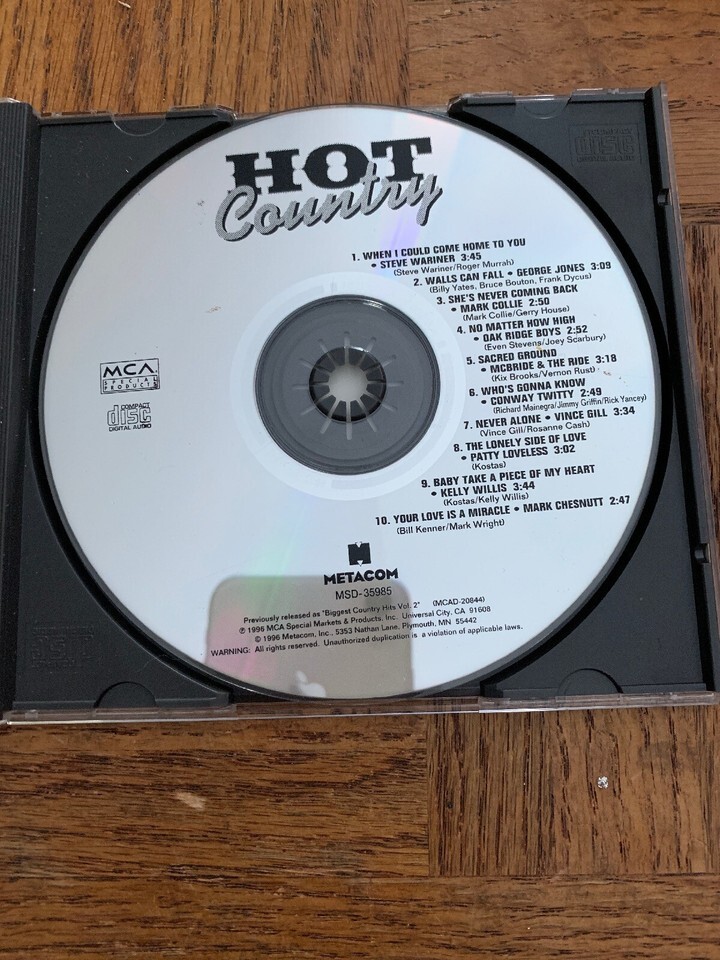 HOT
Country
1. WHEN I COULD COME HOME TO YOU
• STEVE WARINER 3:45
(Steve Wariner/Roger Murrah)
2. WALLS CAN FALL • GEORGE JONES 3:09
(Billy Yates, Bruce Bouton, Frank Dycus)
3. SHE'S NEVER COMING BACK
• MARK COLLIE 2:50
(Mark Collie/Gerry House)
4. NO MATTER HOW HIGH
• OAK RIDGE BOYS 2:52
(Even Stevens/Joey Scarbury)
5. SACRED GROUND
• MCBRIDE & THE RIDE 3:18
(Kix Brooks/Vernon Rust)
6. WHO'S GONNA KNOW
• CONWAY TWITTY 2:49
(Richard Mainegra/Jimmy Griffin/Rick Yancey)
7. NEVER ALONE • VINCE GILL 3:34
(Vince Gill/Rosanne Cash)
8. THE LONELY SIDE OF LOVE
• PATTY LOVELESS 3:02
(Kostas)
9. BABY TAKE A PIECE OF MY HEART
• KELLY WILLIS 3:44
(Kostas/Kelly Willis)
10. YOUR LOVE IS A MIRACLE • MARK CHESNUTT 2:47
(Bill Kenner/Mark Wright)
MCA
SPECIAL
PRODUCTS
COMPACT
disc
DIGITAL AUDIO
METACOM
MSD-35985
Previously released as "Biggest Country Hits Vol. 2" (MCAD-20844)
℗ 1996 MCA Special Markets & Products, Inc. Universal City, CA 91608
© 1996 Metacom, Inc., 5353 Nathan Lane, Plymouth, MN 55442
WARNING: All rights reserved. Unauthorized duplication is a violation of applicable laws.
COMPACT
disc
DIGITAL AUDIO